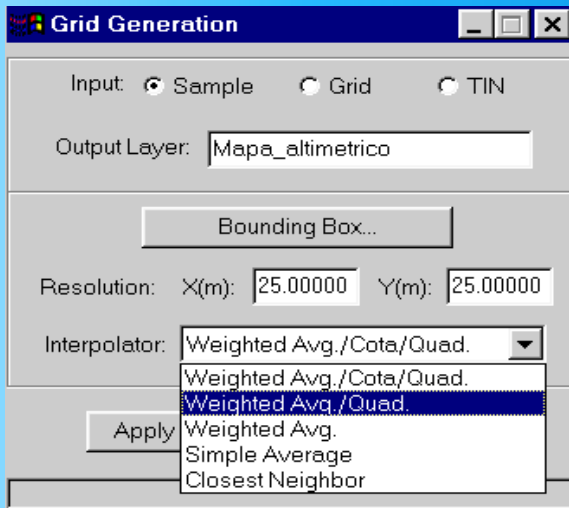 Grid Generation
Input: Sample Grid TIN
Output Layer: Mapa_altimetrico
Bounding Box...
Resolution: X(m): 25.00000 Y(m): 25.00000
Interpolator: Weighted Avg./Cota/Quad.
Weighted Avg./Cota/Quad.
Weighted Avg./Quad.
Apply Weighted Avg.
Simple Average
Closest Neighbor